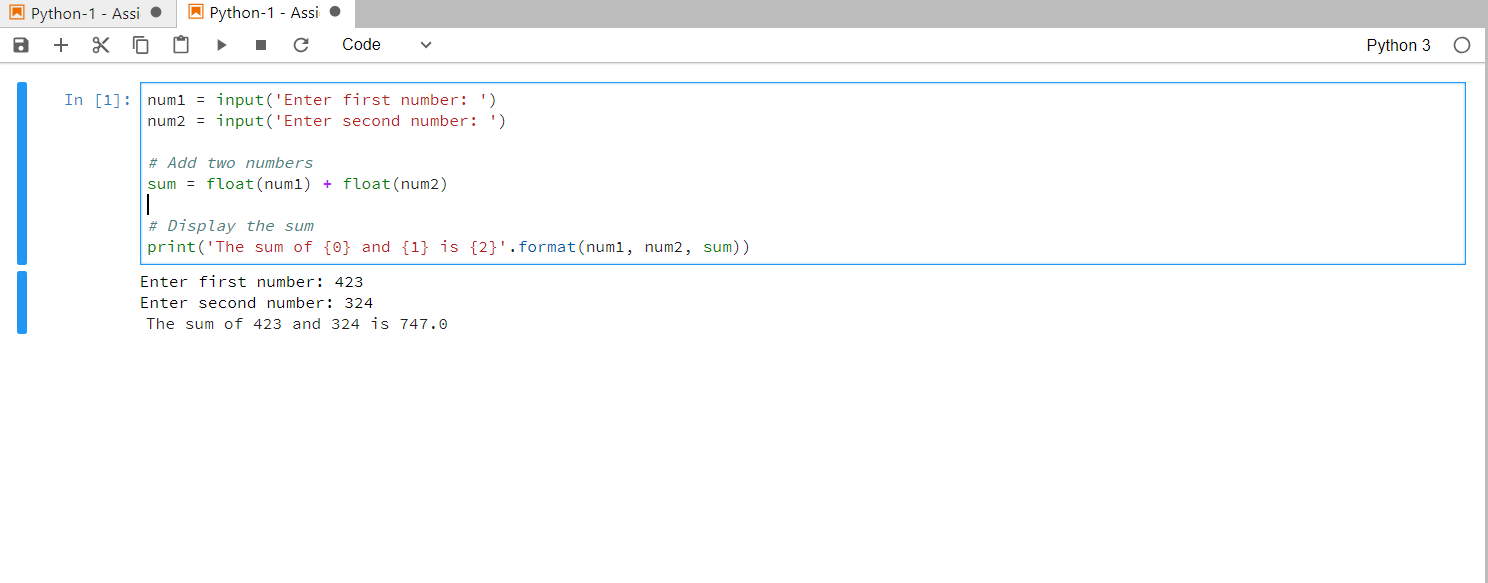 Python-1 - Assi
Python-1 - Assi
Code
Python 3
In [1]:
num1 = input('Enter first number: ')
num2 = input('Enter second number: ')
# Add two numbers
sum = float(num1) + float(num2)
# Display the sum
print('The sum of {0} and {1} is {2}'.format(num1, num2, sum))
Enter first number: 423
Enter second number: 324
The sum of 423 and 324 is 747.0